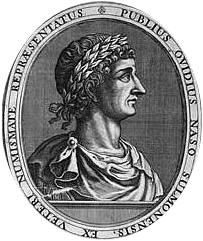 PUBLIUS OVIDIUS NASO SULMONENSIS. EX VETERI NUMISMATE REPRÆSENTATUS